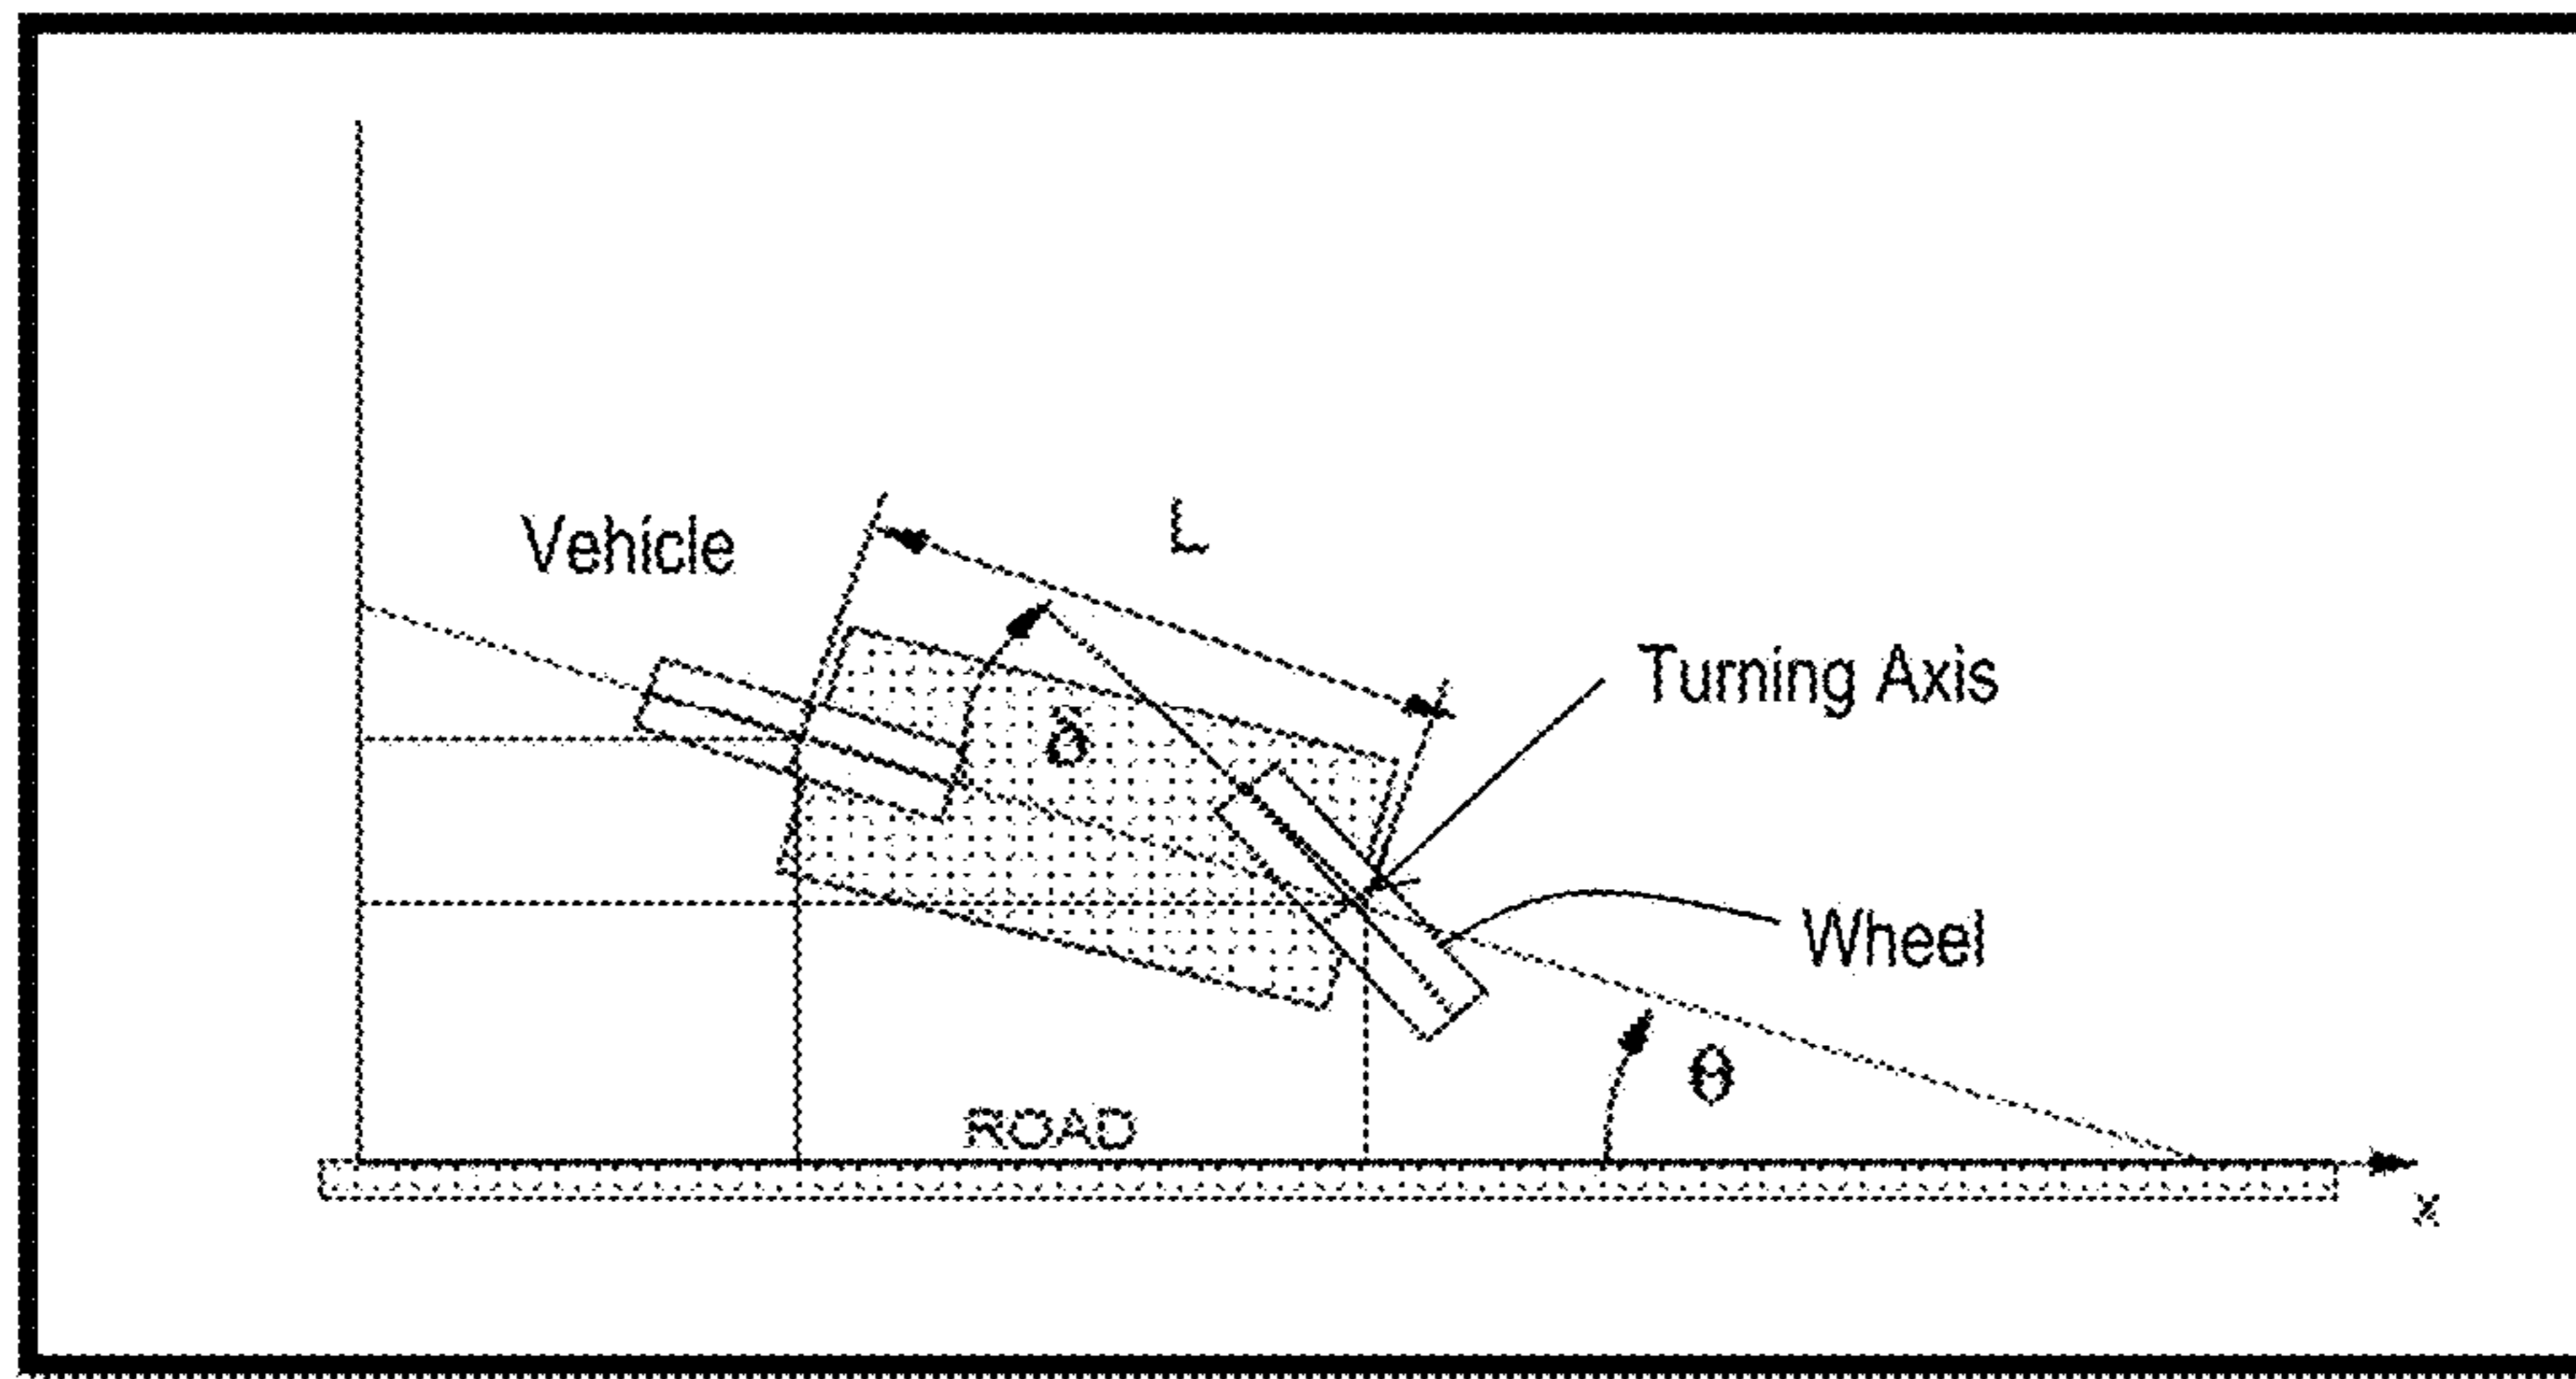 L
Vehicle
Turning Axis
δ
Wheel
θ
ROAD
x